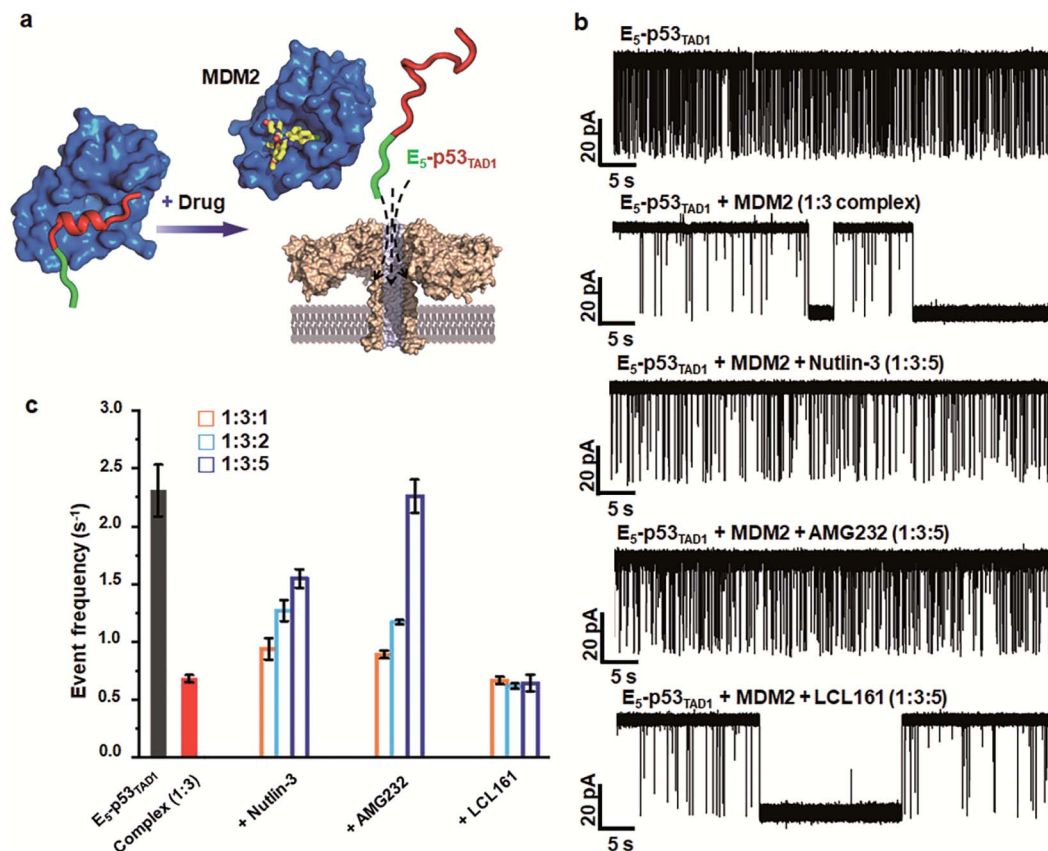 a
MDM2
E₅-p53TAD1
+ Drug
b
E₅-p53TAD1
20 pA
5 s
E₅-p53TAD1 + MDM2 (1:3 complex)
20 pA
5 s
E₅-p53TAD1 + MDM2 + Nutlin-3 (1:3:5)
20 pA
5 s
E₅-p53TAD1 + MDM2 + AMG232 (1:3:5)
20 pA
5 s
E₅-p53TAD1 + MDM2 + LCL161 (1:3:5)
20 pA
5 s
c
1:3:1
1:3:2
1:3:5
Event frequency (s⁻¹)
3.0
2.5
2.0
1.5
1.0
0.5
0.0
E₅-p53TAD1
Complex (1:3)
+ Nutlin-3
+ AMG232
+ LCL161